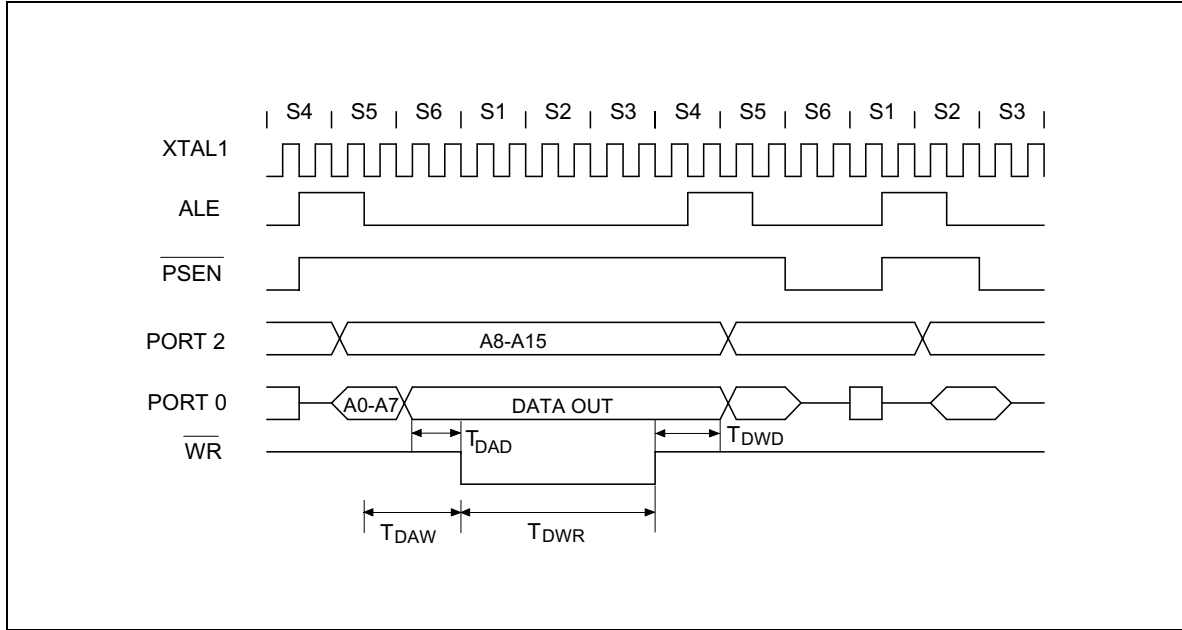 S4 S5 S6 S1 S2 S3 S4 S5 S6 S1 S2 S3
XTAL1
ALE
PSEN
PORT 2 A8-A15
PORT 0 A0-A7 DATA OUT
WR TDAD TDWD
TDAW TDWR